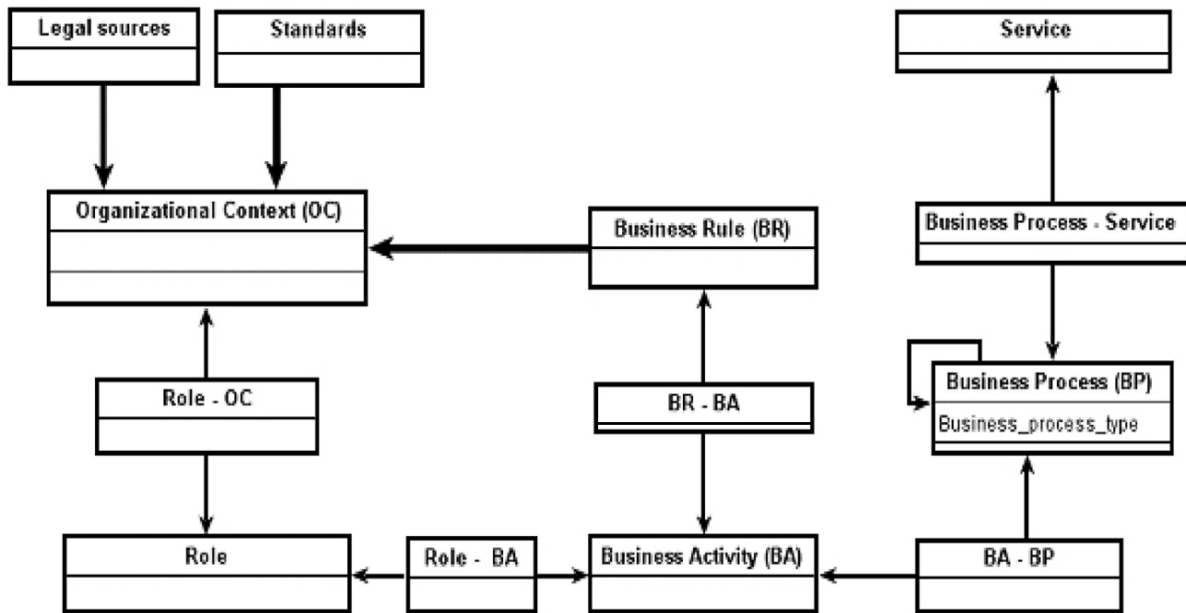 Legal sources
Standards
Service
Organizational Context (OC)
Business Rule (BR)
Business Process - Service
Role - OC
BR - BA
Business Process (BP)
Business_process_type
Role
Role - BA
Business Activity (BA)
BA - BP